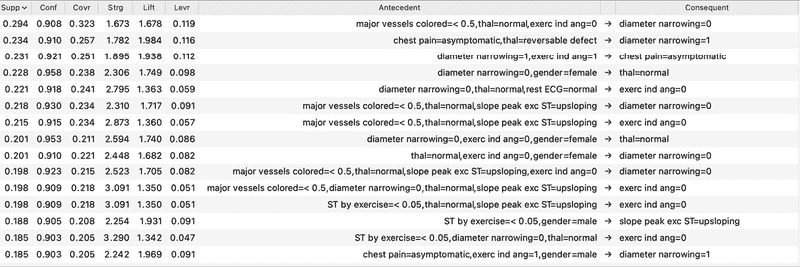 Supp Conf Covr Strg Lift Levr Antecedent Consequent
0.294 0.908 0.323 1.673 1.678 0.119 major vessels colored=< 0.5,thal=normal,exerc ind ang=0 → diameter narrowing=0
0.234 0.910 0.257 1.782 1.984 0.116 chest pain=asymptomatic,thal=reversable defect → diameter narrowing=1
0.231 0.921 0.251 1.895 1.938 0.112 diameter narrowing=1,exerc ind ang=1 → chest pain=asymptomatic
0.228 0.958 0.238 2.306 1.749 0.098 diameter narrowing=0,gender=female → thal=normal
0.221 0.918 0.241 2.795 1.363 0.059 diameter narrowing=0,thal=normal,rest ECG=normal → exerc ind ang=0
0.218 0.930 0.234 2.310 1.717 0.091 major vessels colored=< 0.5,thal=normal,slope peak exc ST=upsloping → diameter narrowing=0
0.215 0.915 0.234 2.873 1.360 0.057 major vessels colored=< 0.5,thal=normal,slope peak exc ST=upsloping → exerc ind ang=0
0.201 0.953 0.211 2.594 1.740 0.086 diameter narrowing=0,exerc ind ang=0,gender=female → thal=normal
0.201 0.910 0.221 2.448 1.682 0.082 thal=normal,exerc ind ang=0,gender=female → diameter narrowing=0
0.198 0.923 0.215 2.523 1.705 0.082 major vessels colored=< 0.5,thal=normal,slope peak exc ST=upsloping,exerc ind ang=0 → diameter narrowing=0
0.198 0.909 0.218 3.091 1.350 0.051 major vessels colored=< 0.5,diameter narrowing=0,thal=normal,slope peak exc ST=upsloping → exerc ind ang=0
0.198 0.909 0.218 3.091 1.350 0.051 ST by exercise=< 0.05,thal=normal,slope peak exc ST=upsloping → exerc ind ang=0
0.188 0.905 0.208 2.254 1.931 0.091 ST by exercise=< 0.05,gender=male → slope peak exc ST=upsloping
0.185 0.903 0.205 3.290 1.342 0.047 ST by exercise=< 0.05,diameter narrowing=0,thal=normal → exerc ind ang=0
0.185 0.903 0.205 2.242 1.969 0.091 chest pain=asymptomatic,exerc ind ang=1,gender=male → diameter narrowing=1